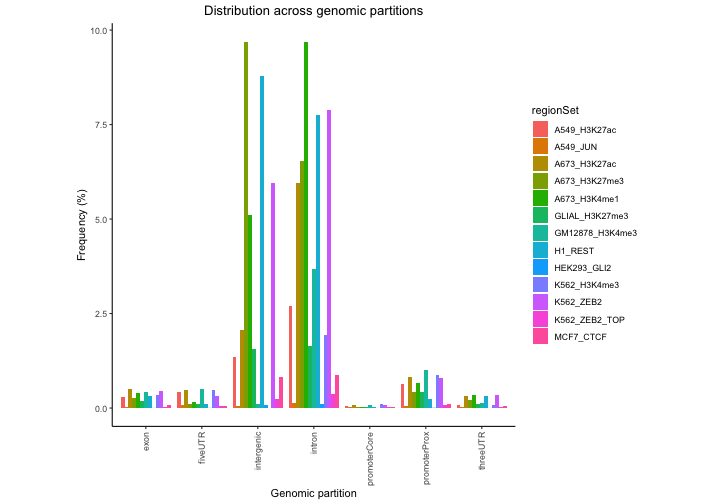 Distribution across genomic partitions
10.0
7.5
5.0
2.5
0.0
Frequency (%)
exon
fiveUTR
intergenic
intron
promoterCore
promoterProx
threeUTR
Genomic partition
regionSet
A549_H3K27ac
A549_JUN
A673_H3K27ac
A673_H3K27me3
A673_H3K4me1
GLIAL_H3K27me3
GM12878_H3K4me3
H1_REST
HEK293_GLI2
K562_H3K4me3
K562_ZEB2
K562_ZEB2_TOP
MCF7_CTCF